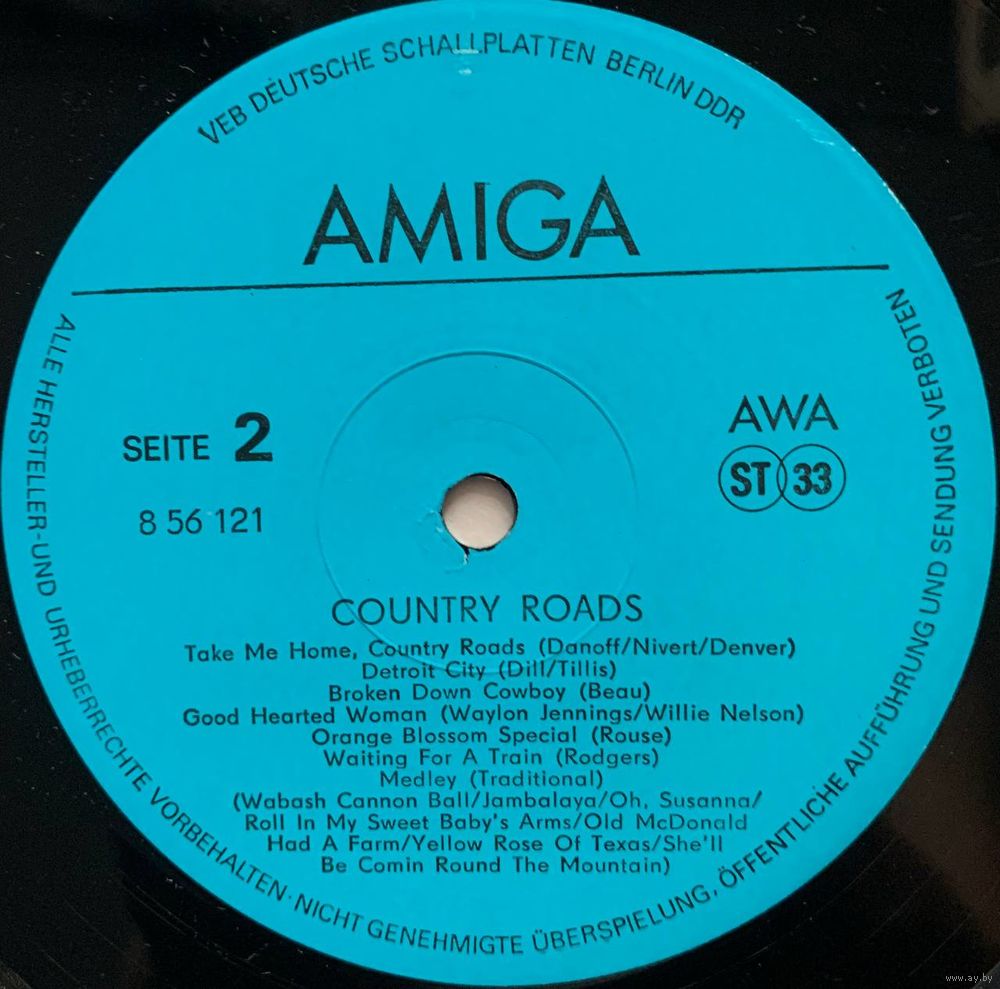 VEB DEUTSCHE SCHALLPLATTEN BERLIN DDR
AMIGA
SEITE 2
8 56 121
AWA
ST 33
COUNTRY ROADS
Take Me Home, Country Roads (Danoff/Nivert/Denver)
Detroit City (Dill/Tillis)
Broken Down Cowboy (Beau)
Good Hearted Woman (Waylon Jennings/Willie Nelson)
Orange Blossom Special (Rouse)
Waiting For A Train (Rodgers)
Medley (Traditional)
(Wabash Cannon Ball/Jambalaya/Oh, Susanna/
Roll In My Sweet Baby's Arms/Old McDonald
Had A Farm/Yellow Rose Of Texas/She'll
Be Comin Round The Mountain)
ALLE HERSTELLER-UND URHEBERRECHTE VORBEHALTEN·NICHT GENEHMIGTE ÜBERSPIELUNG, ÖFFENTLICHE AUFFÜHRUNG UND SENDUNG VERBOTEN
www.ay.by